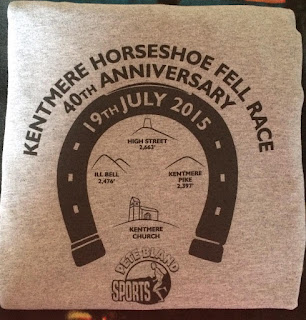 KENTMERE HORSESHOE FELL RACE
40TH ANNIVERSARY
19TH JULY 2015
HIGH STREET
2,663'
ILL BELL
2,476'
KENTMERE
PIKE
2,397'
KENTMERE
CHURCH
PETE BLAND
SPORTS